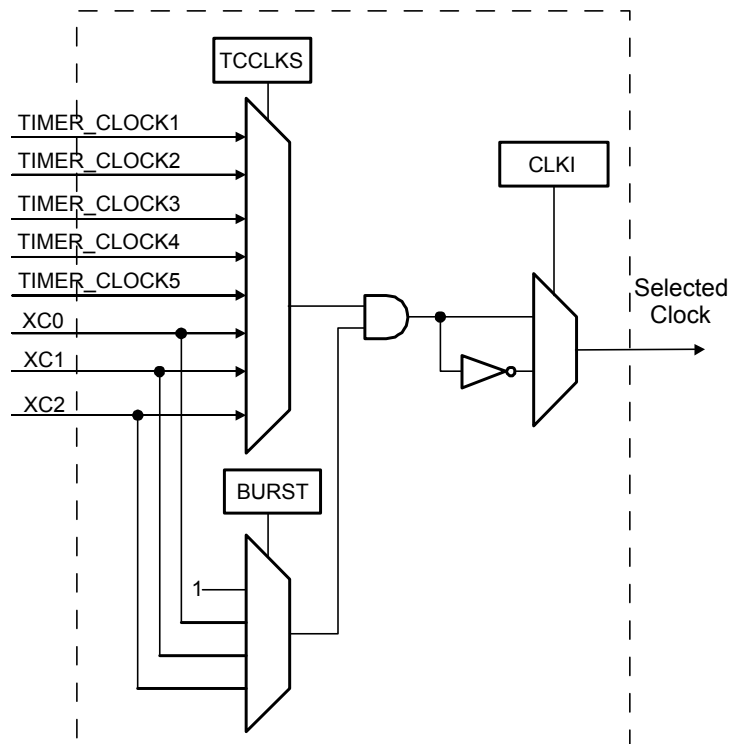 TCCLKS
TIMER_CLOCK1
TIMER_CLOCK2
TIMER_CLOCK3
TIMER_CLOCK4
TIMER_CLOCK5
XC0
XC1
XC2
CLKI
Selected
Clock
BURST
1